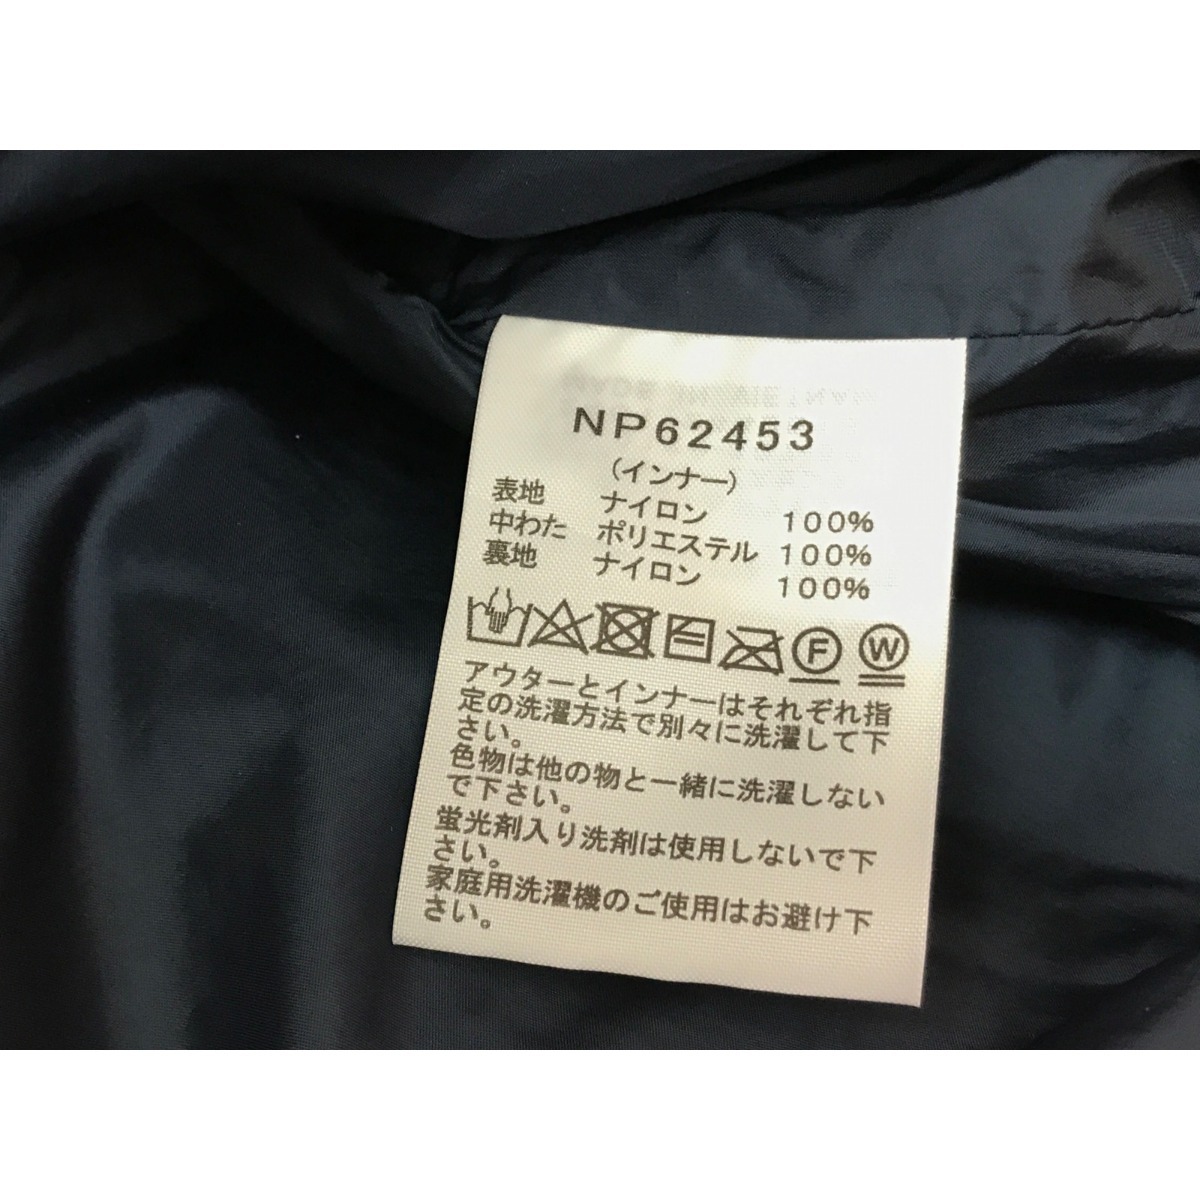 NP62453
(インナー)
表地 ナイロン 100%
中わた ポリエステル 100%
裏地 ナイロン 100%
F W
アウターとインナーはそれぞれ指
定の洗濯方法で別々に洗濯して下
さい。
色物は他の物と一緒に洗濯しない
で下さい。
蛍光剤入り洗剤は使用しないで下
さい。
家庭用洗濯機のご使用はお避け下
さい。